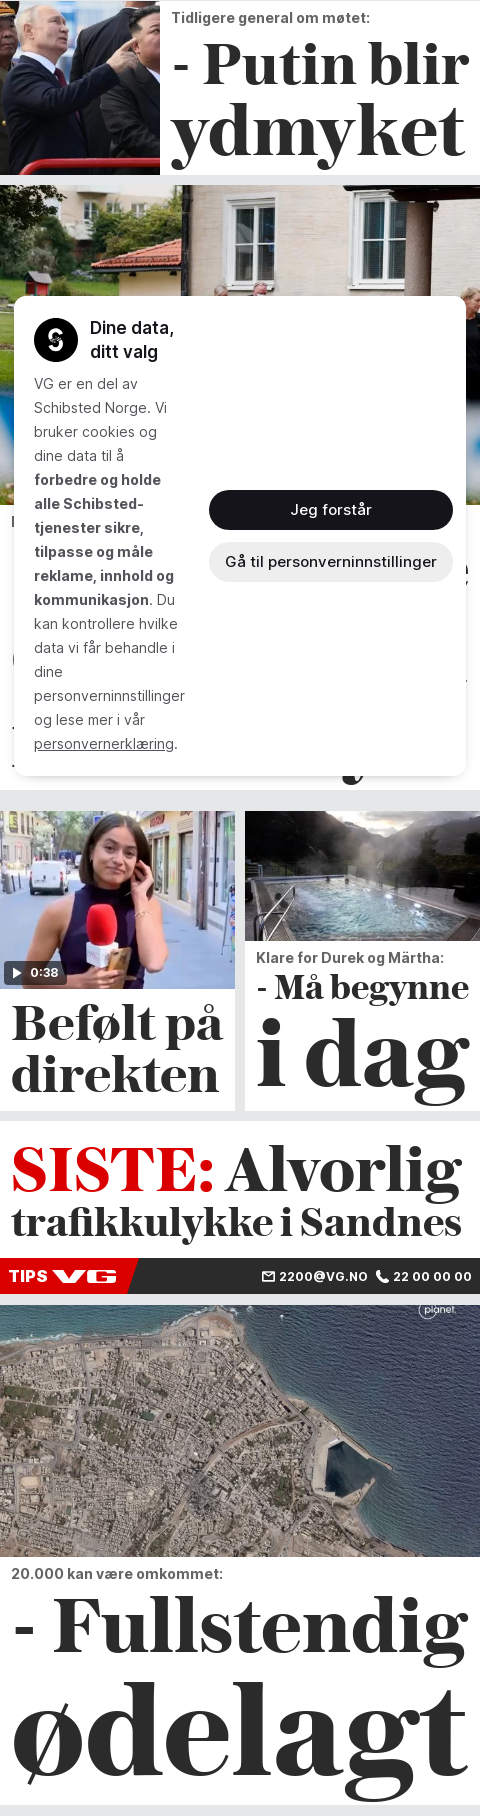 Tidligere general om møtet:
- Putin blir
ydmyket
Dine data,
ditt valg
VG er en del av
Schibsted Norge. Vi
bruker cookies og
dine data til å
forbedre og holde
alle Schibsted-
tjenester sikre,
tilpasse og måle
reklame, innhold og
kommunikasjon. Du
kan kontrollere hvilke
data vi får behandle i
dine
personverninnstillinger
og lese mer i vår
personvernerklæring.
Jeg forstår
Gå til personverninnstillinger
0:38
Befølt på
direkten
Klare for Durek og Märtha:
- Må begynne
i dag
SISTE: Alvorlig
trafikkulykke i Sandnes
TIPS VG
2200@VG.NO 22 00 00 00
planet.
20.000 kan være omkommet:
- Fullstendig
ødelagt